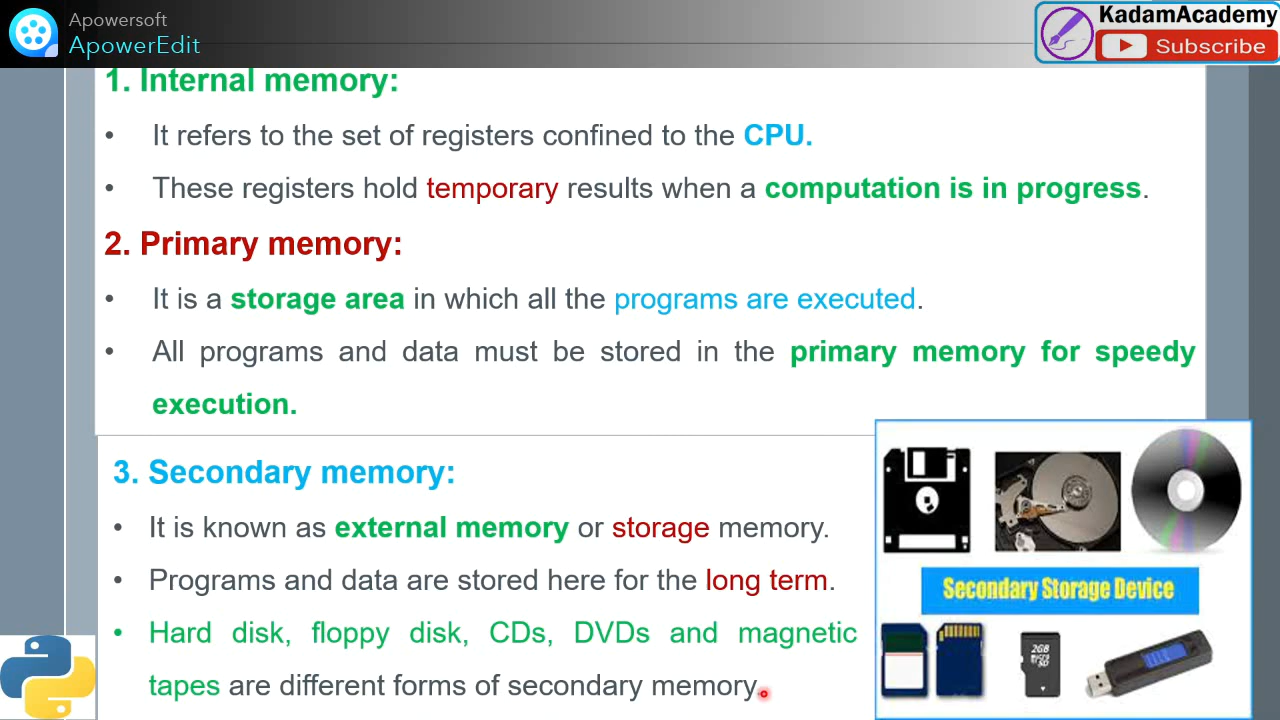 Apowersoft
ApowerEdit
KadamAcademy
Subscribe
1. Internal memory:
• It refers to the set of registers confined to the CPU.
• These registers hold temporary results when a computation is in progress.
2. Primary memory:
• It is a storage area in which all the programs are executed.
• All programs and data must be stored in the primary memory for speedy
execution.
3. Secondary memory:
• It is known as external memory or storage memory.
• Programs and data are stored here for the long term.
• Hard disk, floppy disk, CDs, DVDs and magnetic
tapes are different forms of secondary memory.
Secondary Storage Device
2GB
micro
SD